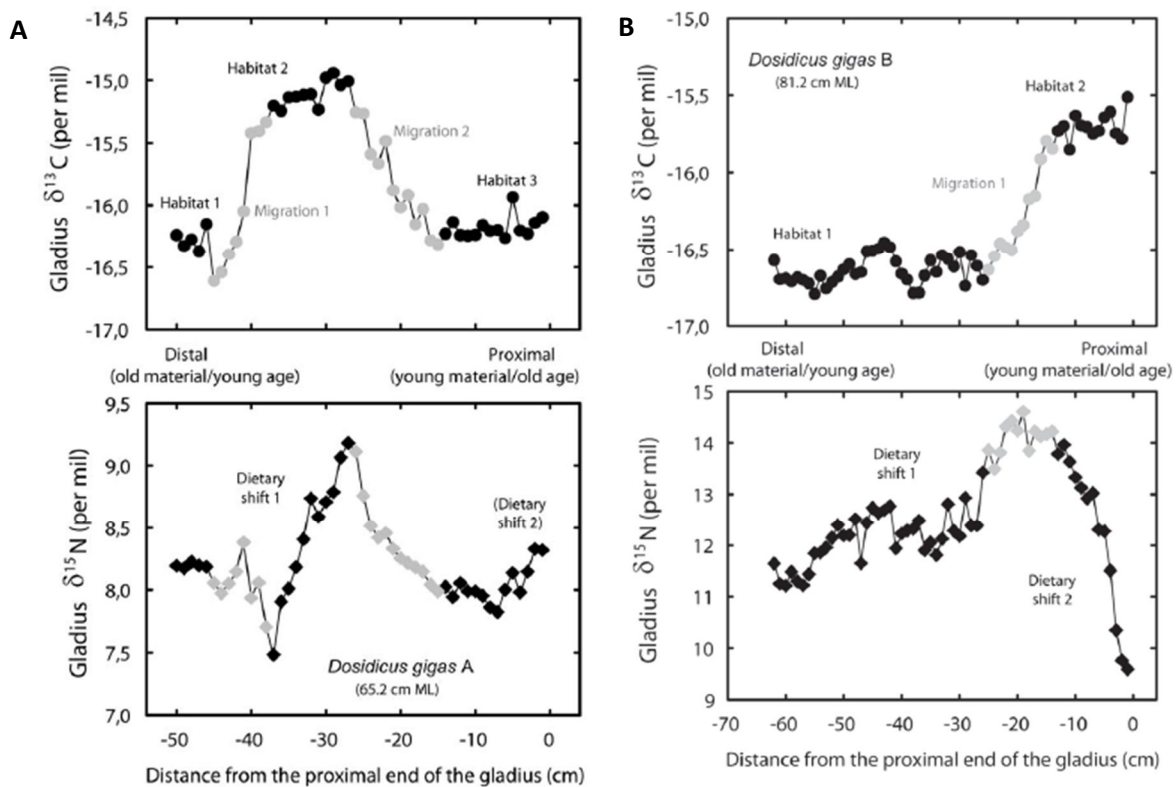 A
-14,5
-15,0
-15,5
-16,0
-16,5
-17,0
Gladius δ13C (per mil)
Habitat 1
Migration 1
Habitat 2
Migration 2
Habitat 3
Distal
(old material/young age)
Proximal
(young material/old age)
9,5
9,0
8,5
8,0
7,5
7,0
Gladius δ15N (per mil)
Dietary
shift 1
(Dietary
shift 2)
Dosidicus gigas A
(65.2 cm ML)
-50 -40 -30 -20 -10 0
Distance from the proximal end of the gladius (cm)
B
-15,0
-15,5
-16,0
-16,5
-17,0
Gladius δ13C (per mil)
Dosidicus gigas B
(81.2 cm ML)
Habitat 2
Migration 1
Habitat 1
Distal
(old material/young age)
Proximal
(young material/old age)
15
14
13
12
11
10
9
Gladius δ15N (per mil)
Dietary
shift 1
Dietary
shift 2
-70 -60 -50 -40 -30 -20 -10 0
Distance from the proximal end of the gladius (cm)